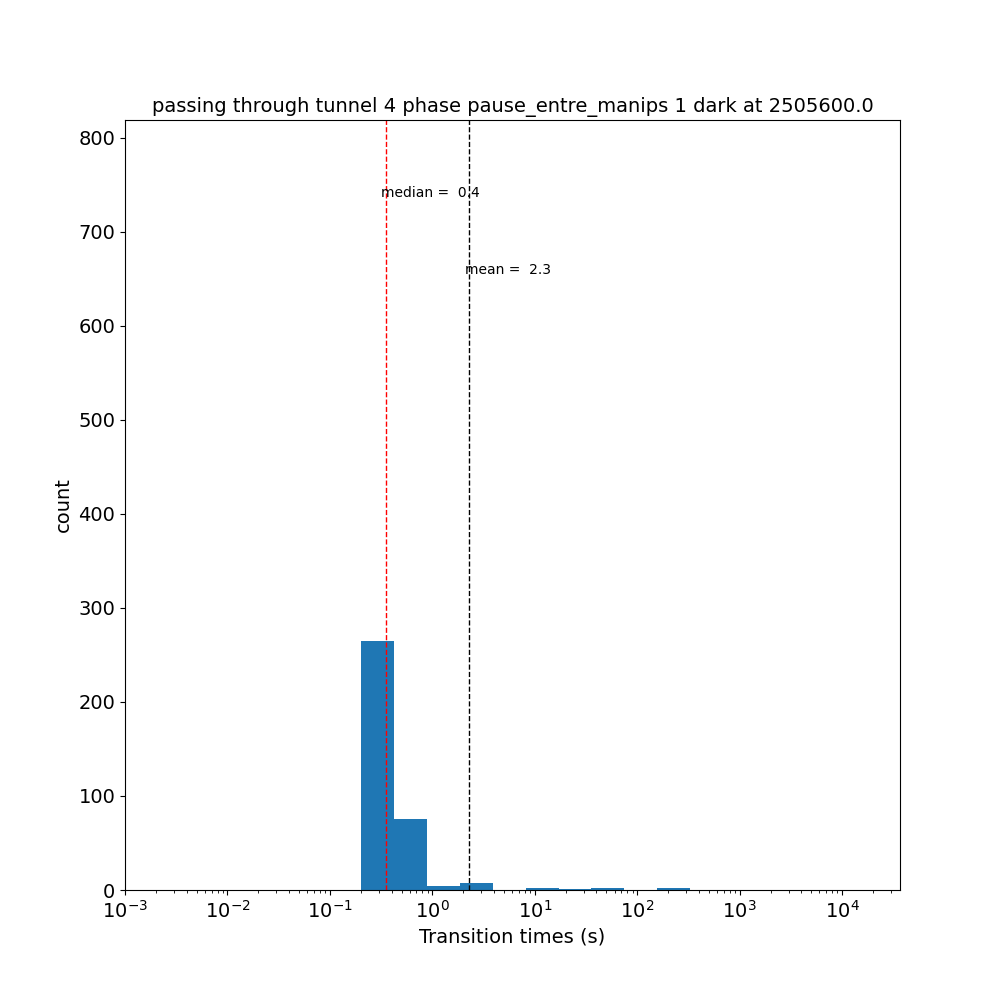 passing through tunnel 4 phase pause_entre_manips 1 dark at 2505600.0
800
median =  0.4
700
mean =  2.3
600
500
count
400
300
200
100
0
10⁻³ 10⁻² 10⁻¹ 10⁰ 10¹ 10² 10³ 10⁴
Transition times (s)